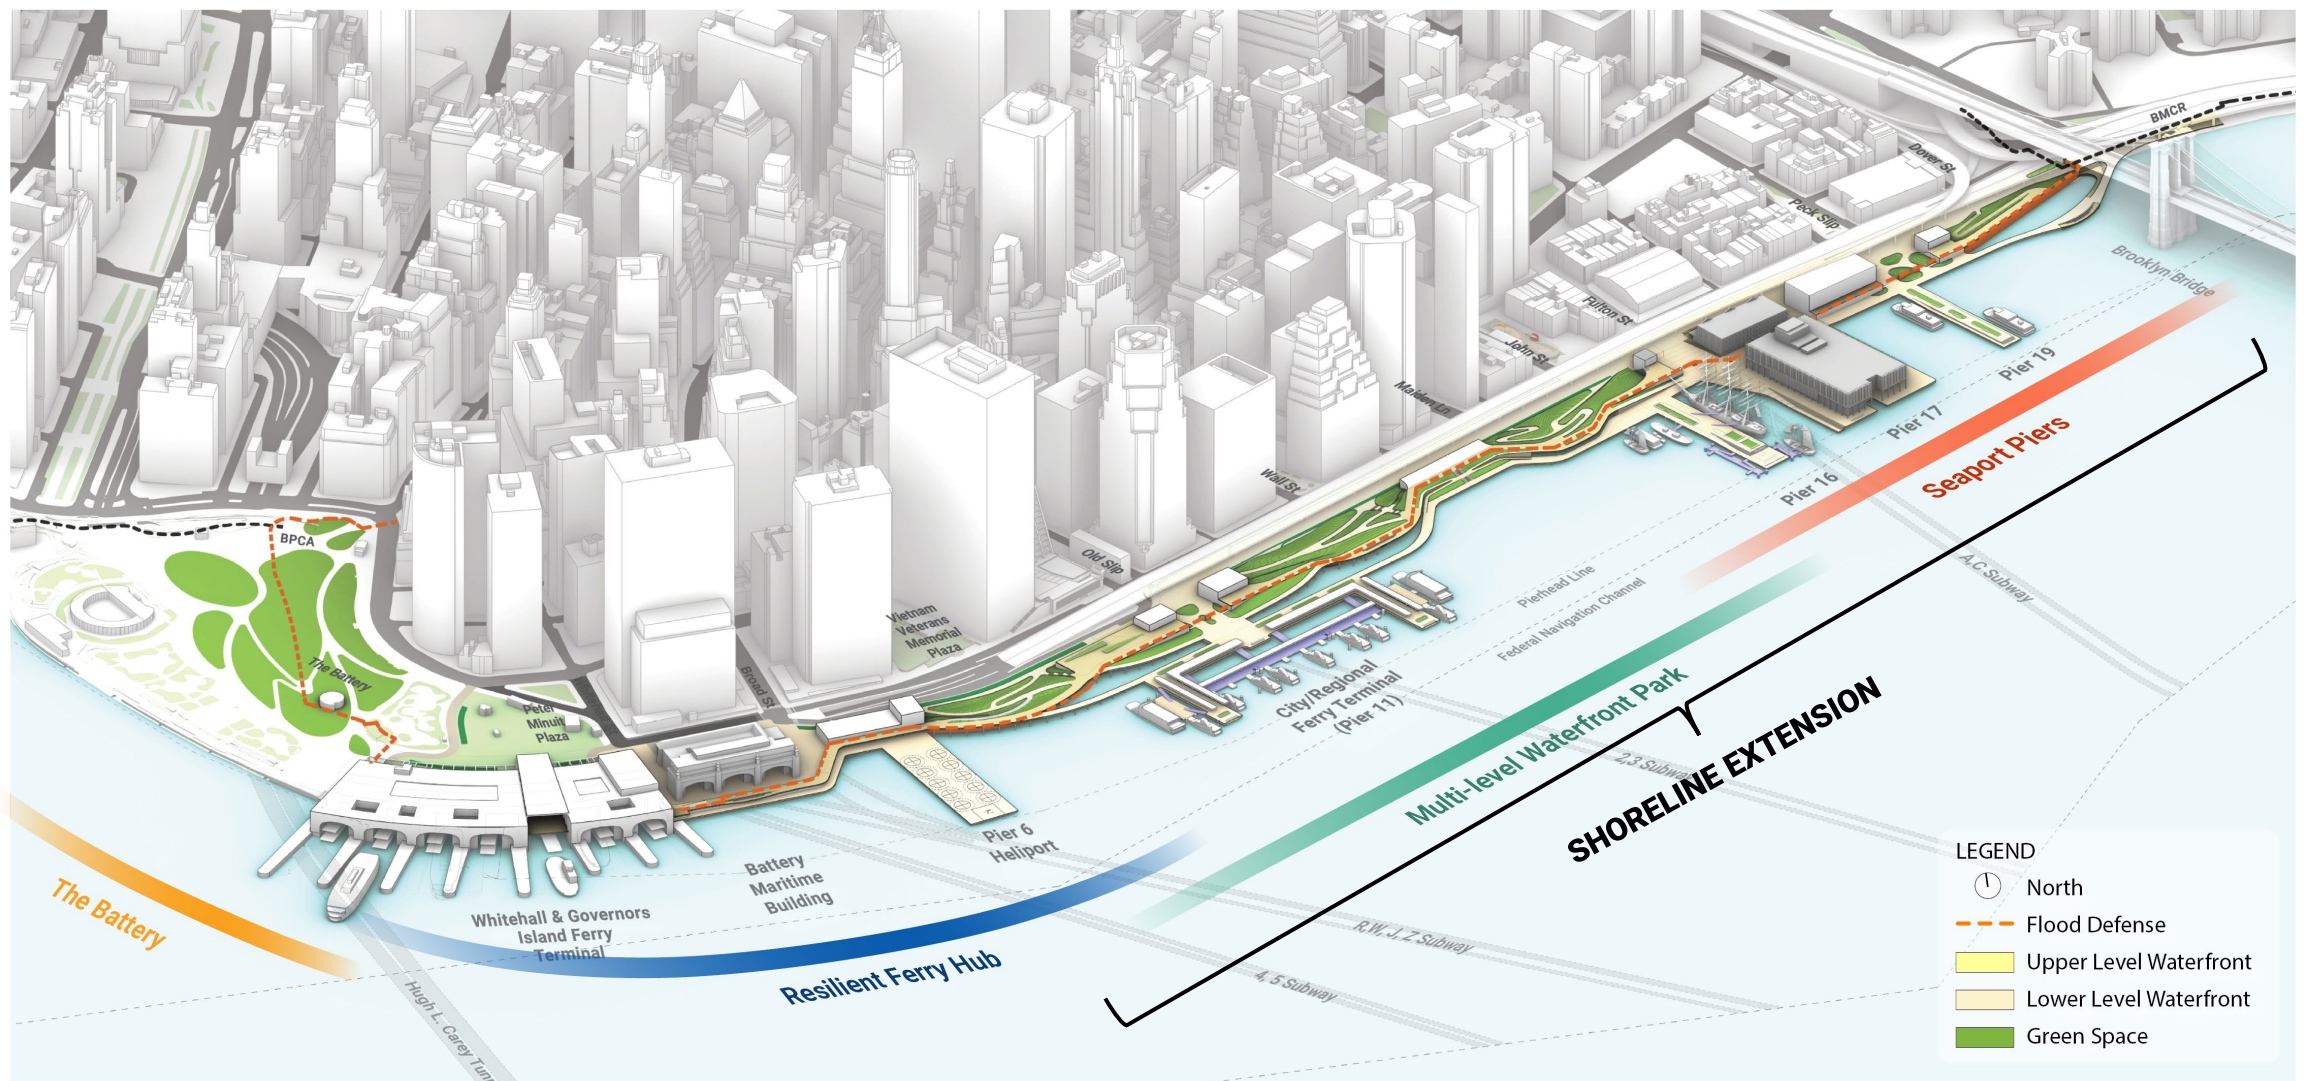 BMCR
Dover St
Peck Slip
Brooklyn Bridge
Fulton St
John St
Pier 19
Maiden Ln
Pier 17
Seaport Piers
Wall St
Pier 16
BPCA
Old Slip
A,C Subway
Pierhead Line
Federal Navigation Channel
Vietnam
Veterans
Memorial
Plaza
The Battery
Broad St
City/Regional
Ferry Terminal
(Pier 11)
Peter
Minuit
Plaza
Multi-level Waterfront Park
SHORELINE EXTENSION
2,3 Subway
Pier 6
Heliport
Battery
Maritime
Building
Whitehall & Governors
Island Ferry
Terminal
The Battery
Resilient Ferry Hub
R,W, J, Z Subway
4, 5 Subway
Hugh L. Carey Tunn
LEGEND
North
Flood Defense
Upper Level Waterfront
Lower Level Waterfront
Green Space